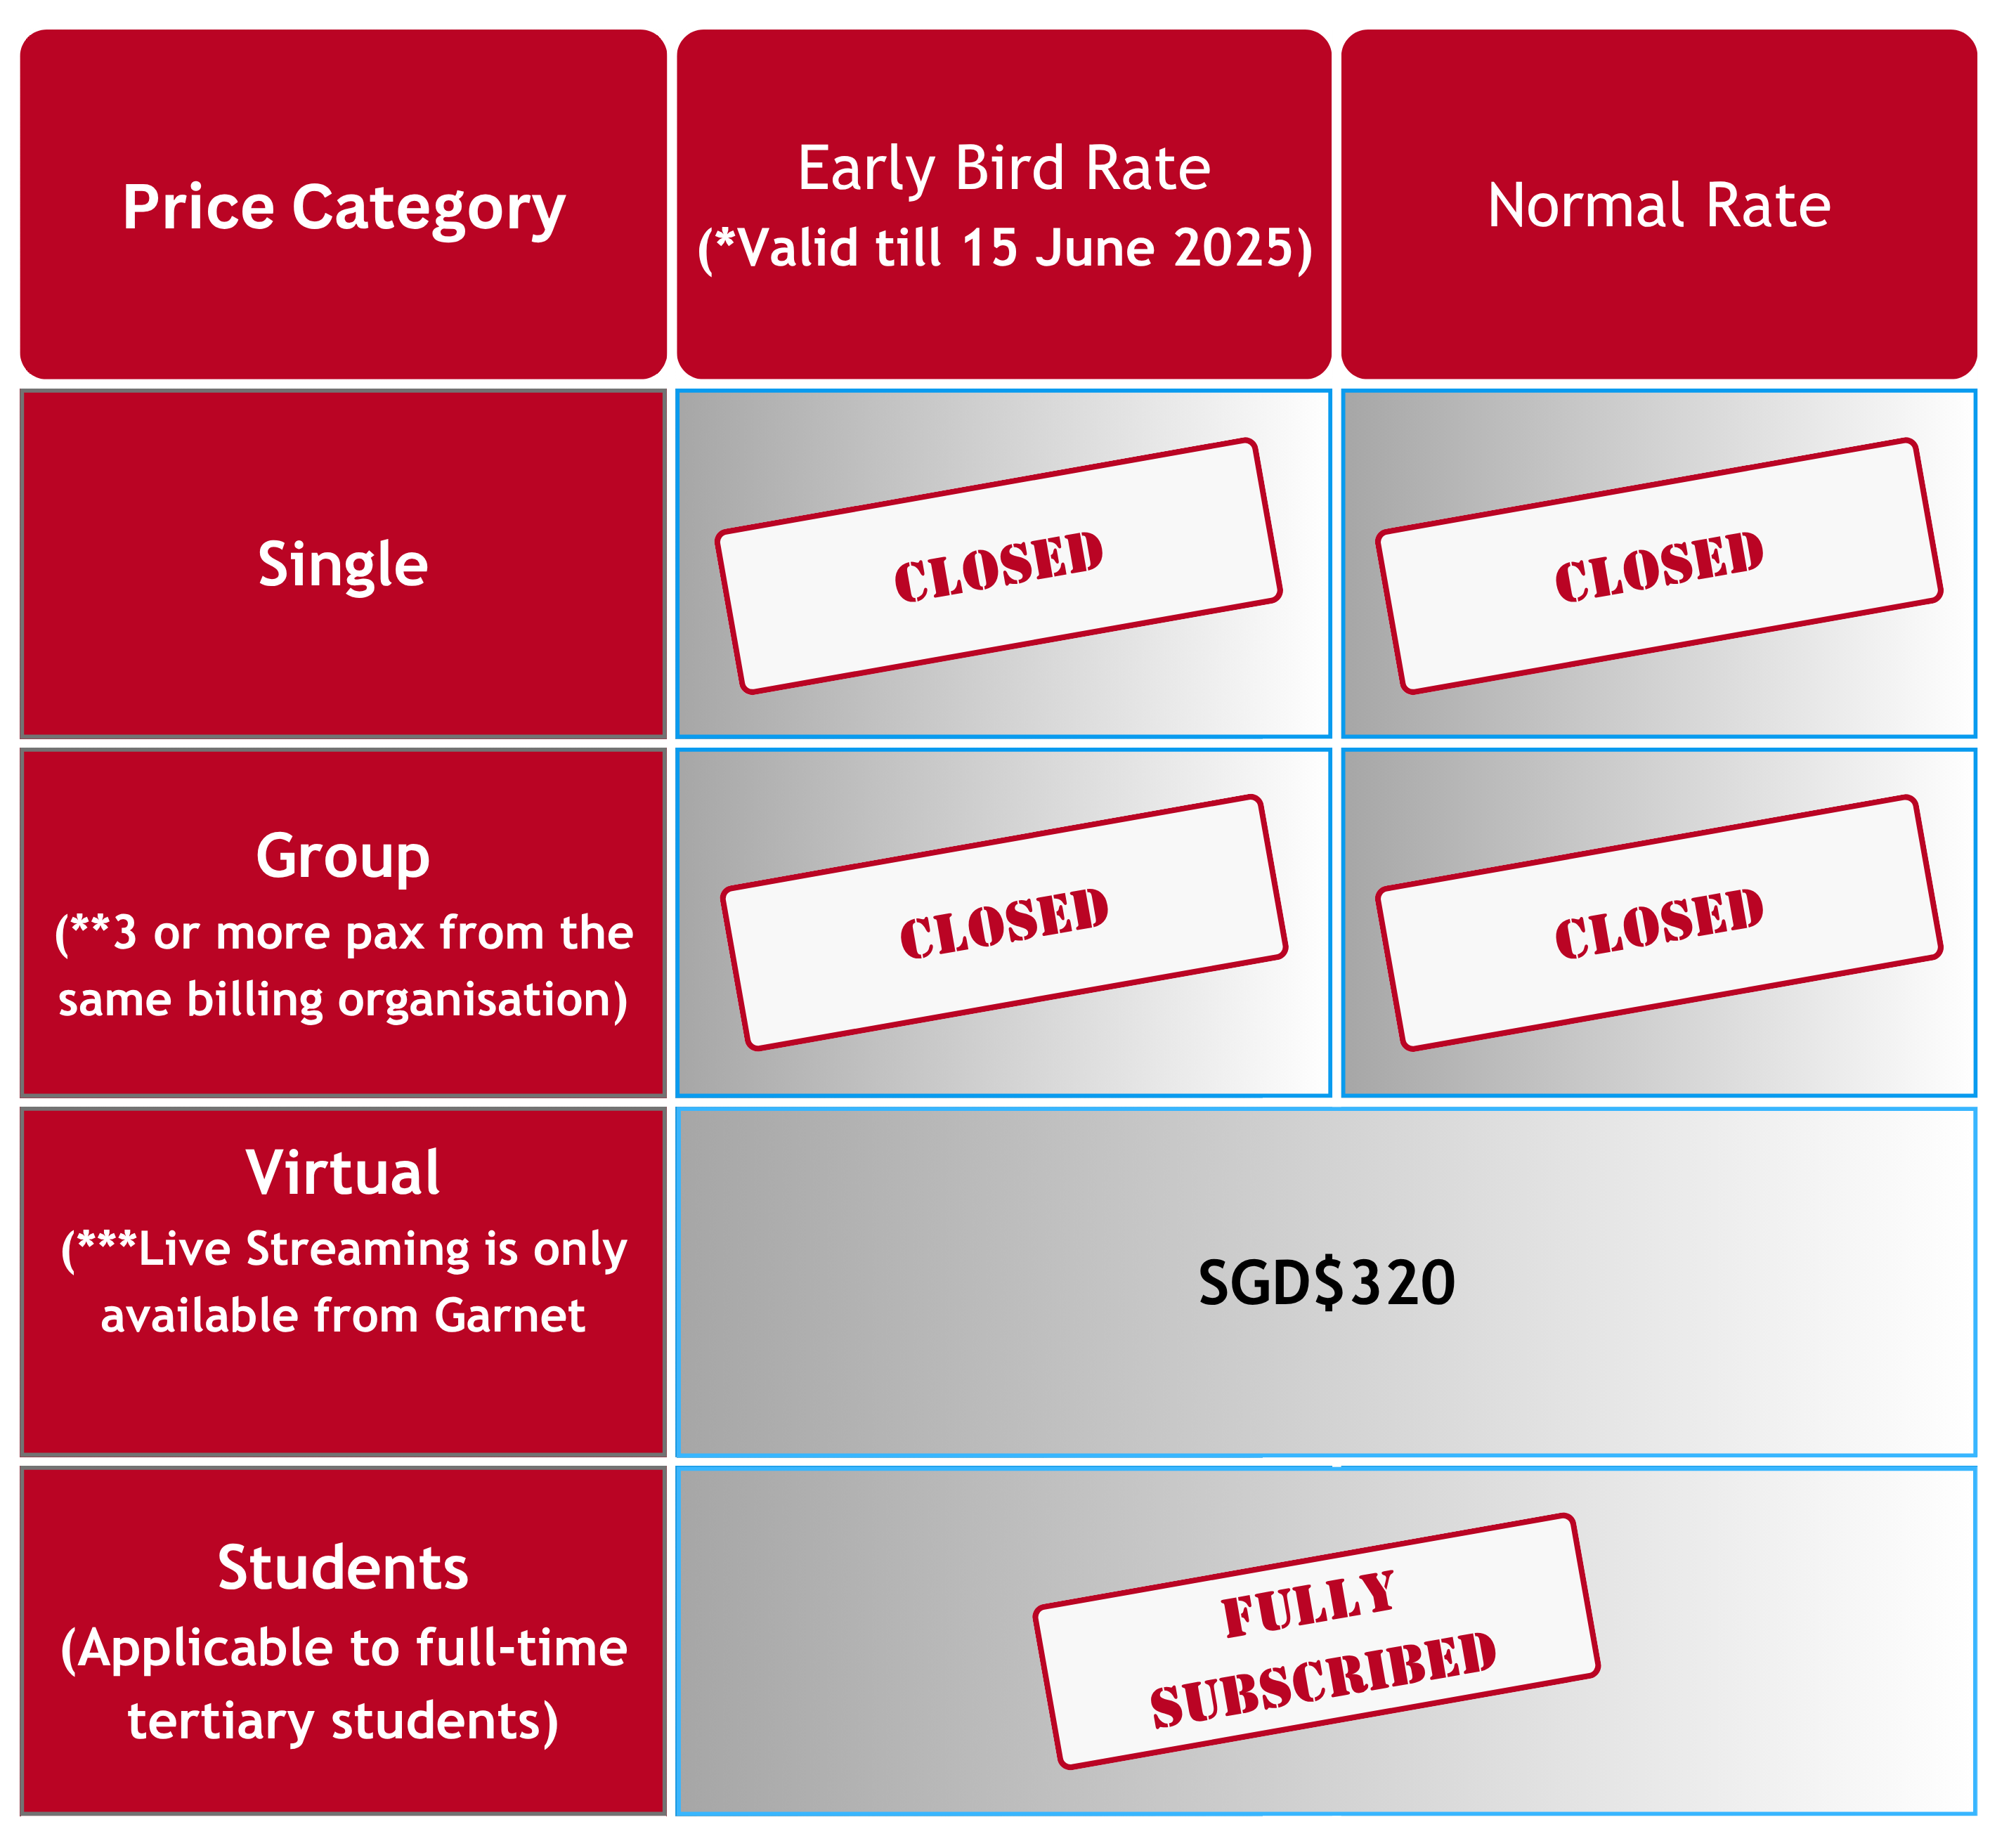 Price Category
Early Bird Rate
(*Valid till 15 June 2025)
Normal Rate
Single
CLOSED
CLOSED
Group
(**3 or more pax from the
same billing organisation)
CLOSED
CLOSED
Virtual
(***Live Streaming is only
available from Garnet
SGD$320
Students
(Applicable to full-time
tertiary students)
FULLY
SUBSCRIBED